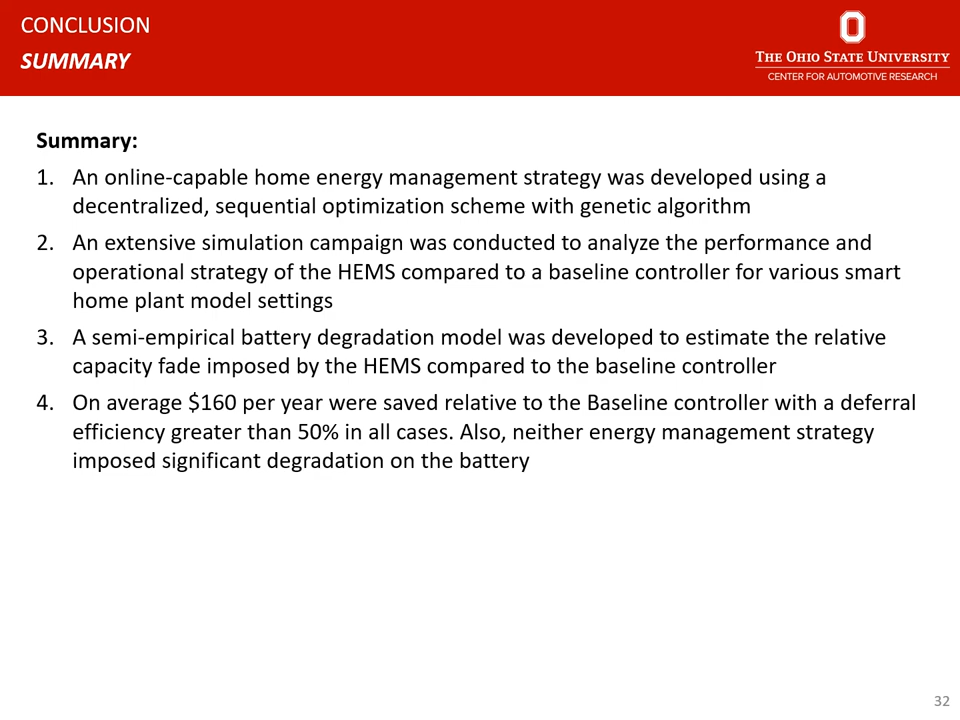 CONCLUSION
SUMMARY
THE OHIO STATE UNIVERSITY
CENTER FOR AUTOMOTIVE RESEARCH
Summary:
1. An online-capable home energy management strategy was developed using a
decentralized, sequential optimization scheme with genetic algorithm
2. An extensive simulation campaign was conducted to analyze the performance and
operational strategy of the HEMS compared to a baseline controller for various smart
home plant model settings
3. A semi-empirical battery degradation model was developed to estimate the relative
capacity fade imposed by the HEMS compared to the baseline controller
4. On average $160 per year were saved relative to the Baseline controller with a deferral
efficiency greater than 50% in all cases. Also, neither energy management strategy
imposed significant degradation on the battery
32